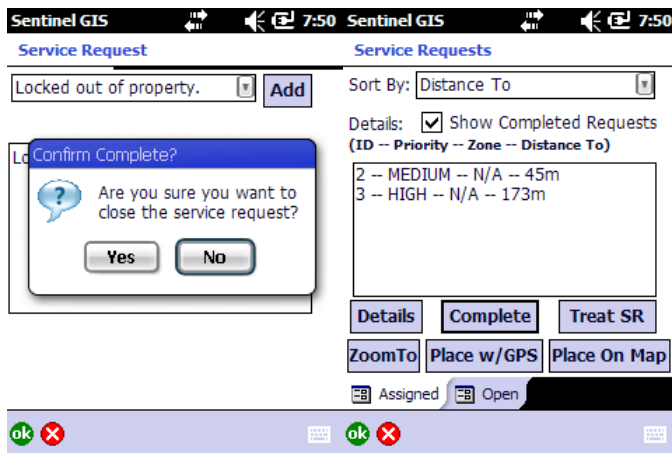 Sentinel GIS 7:50
Service Request
Locked out of property. Add
Lo
Confirm Complete?
Are you sure you want to
close the service request?
Yes No
ok
Sentinel GIS 7:50
Service Requests
Sort By: Distance To
Details: Show Completed Requests
(ID -- Priority -- Zone -- Distance To)
2 -- MEDIUM -- N/A -- 45m
3 -- HIGH -- N/A -- 173m
Details Complete Treat SR
ZoomTo Place w/GPS Place On Map
Assigned Open
ok